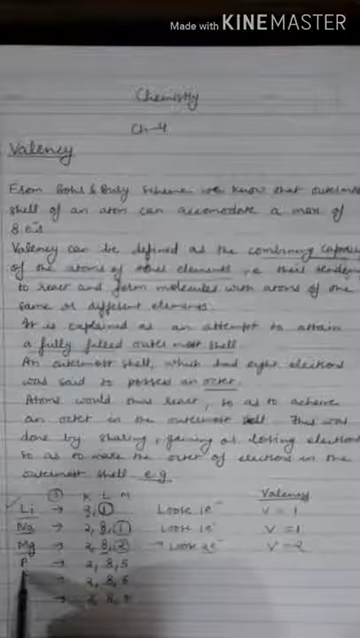 Made with KINEMASTER
Chemistry
Ch-4
Valency
From Bohr & Bury Scheme we know that outermost
shell of an atom can accomodate a max of
8 e⁻s
Valency can be defined as the combining capacity
of the atoms of the elements i.e their tendency
to react and form molecules with atoms of the
same or different elements.
It is explained as an attempt to attain
a fully filled outer most shell.
An outermost shell, which had eight electrons
was said to possess an octet.
Atoms would thus react, so as to achieve
an octet in the outermost shell. This was
done by sharing, gaining or losing electrons
so as to make the octet of electrons in the
outermost shell e.g
K L M Valency
Li → 2, 1 Loose 1e⁻ V = 1
Na → 2, 8, 1 Loose 1e⁻ V = 1
Mg → 2, 8, 2 → Loose 2e⁻ V = 2
P → 2, 8, 5
→ 2, 8, 6
→ 2, 8,